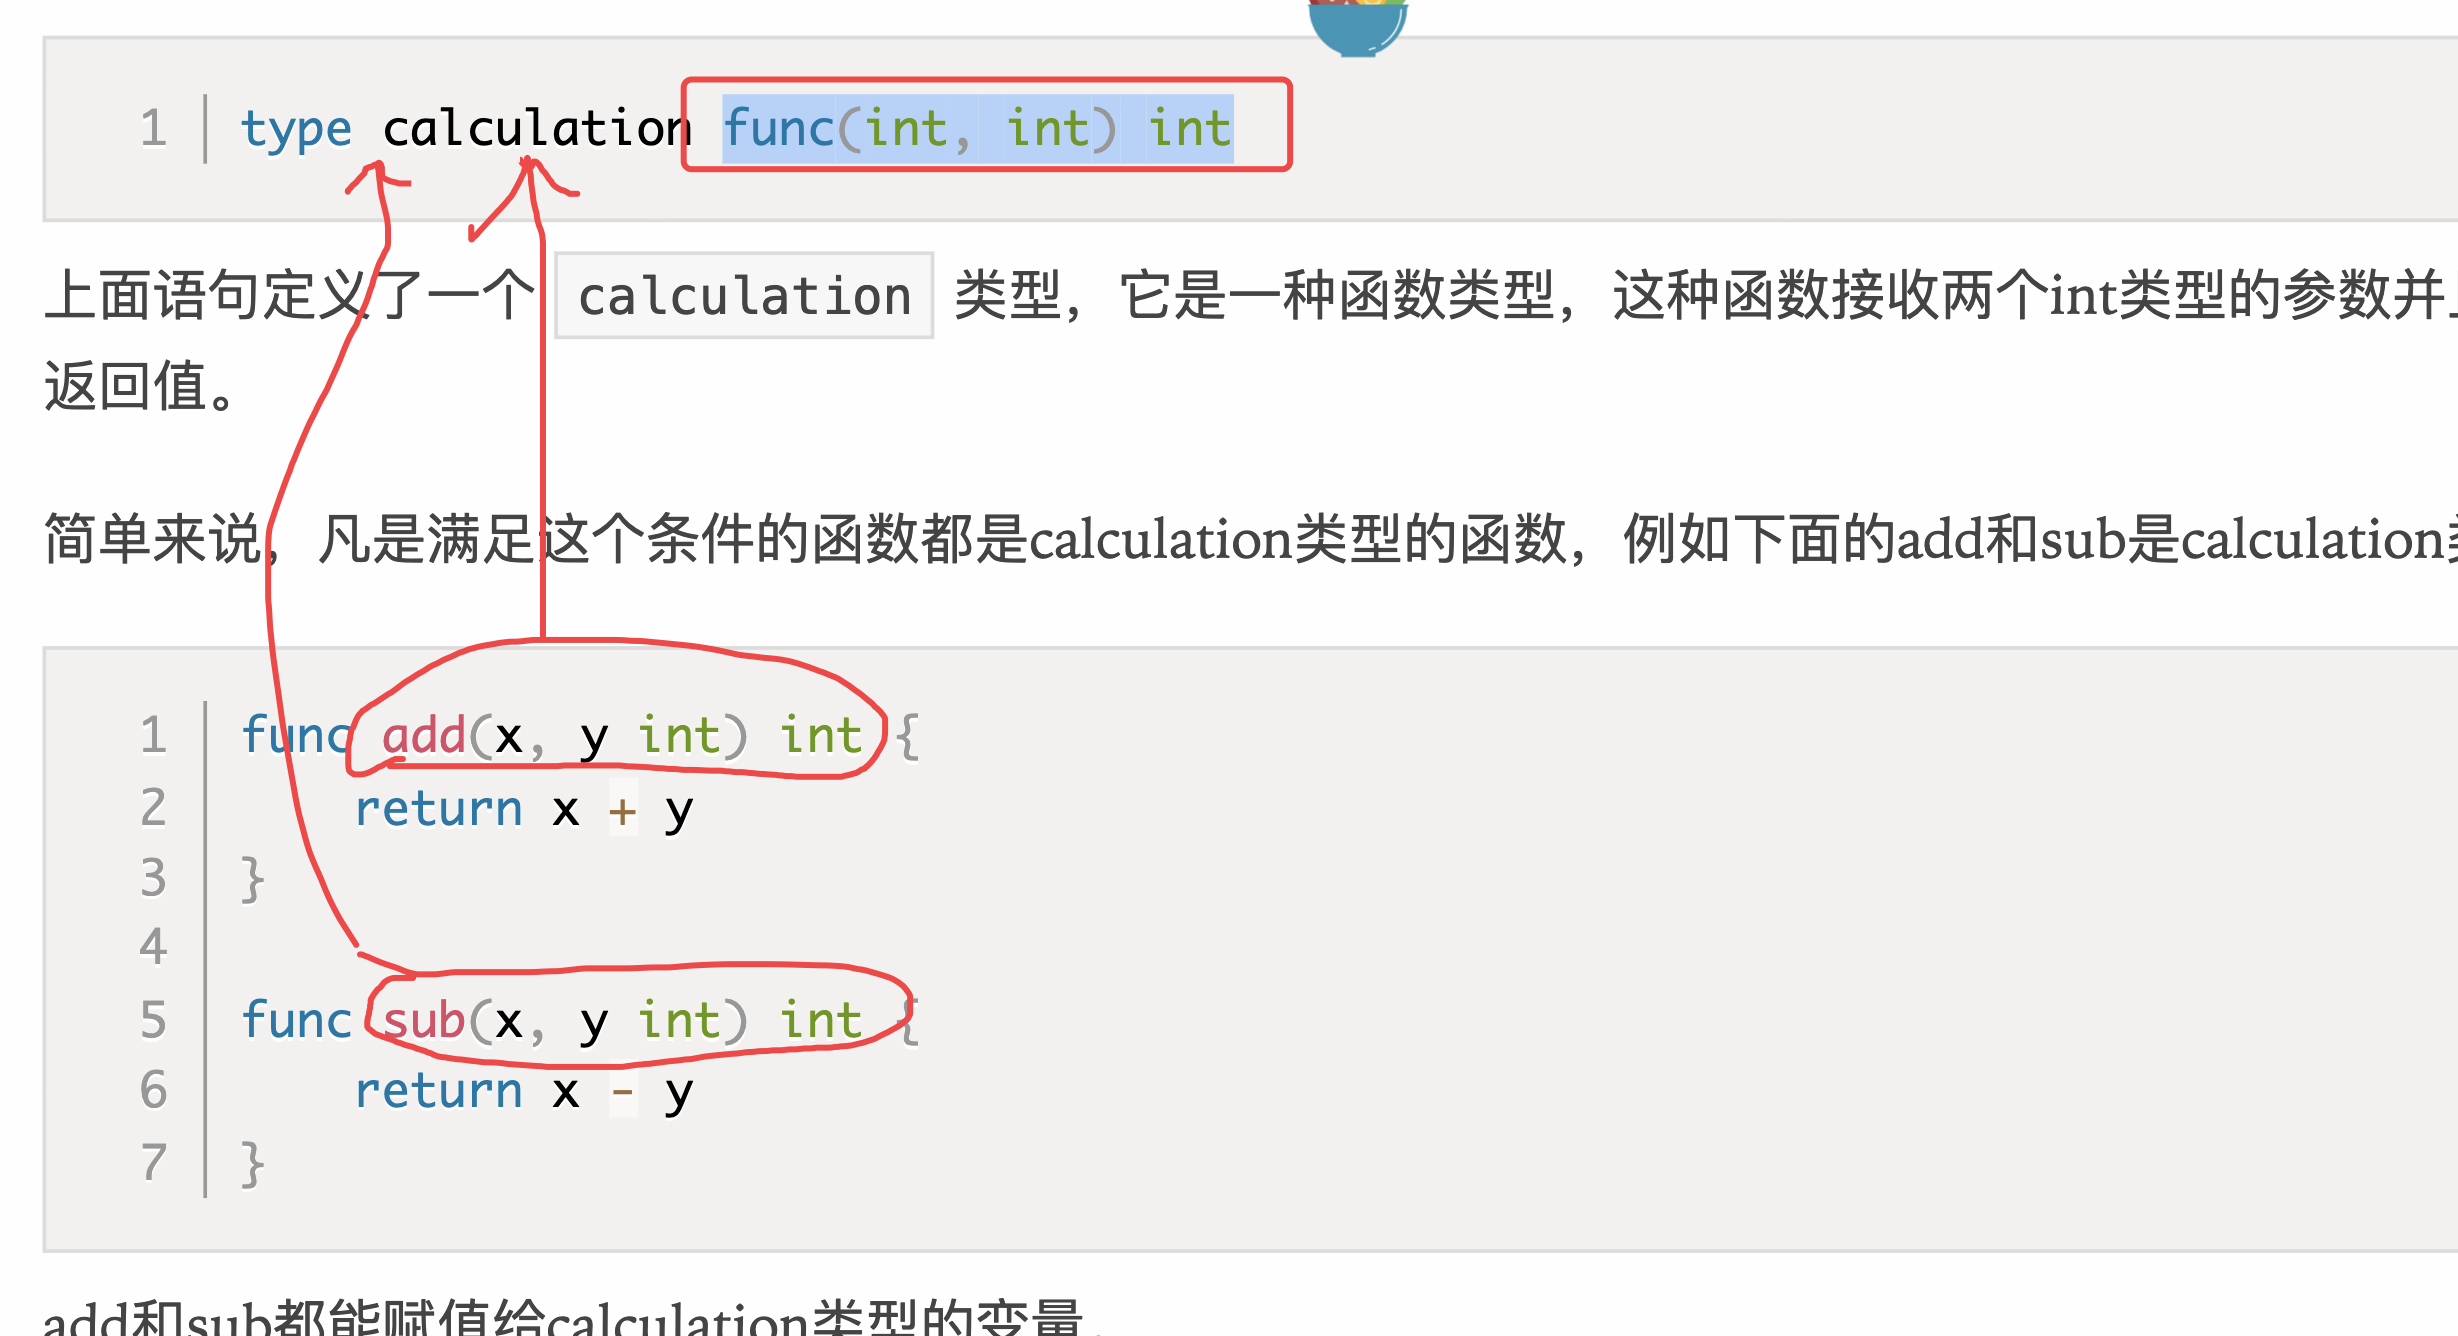 1 type calculation func(int, int) int
上面语句定义了一个 calculation 类型，它是一种函数类型，这种函数接收两个int类型的参数并
返回值。
简单来说，凡是满足这个条件的函数都是calculation类型的函数，例如下面的add和sub是calculation
1 func add(x, y int) int {
2 return x + y
3 }
4
5 func sub(x, y int) int {
6 return x - y
7 }
add和sub都能赋值给calculation类型的变量